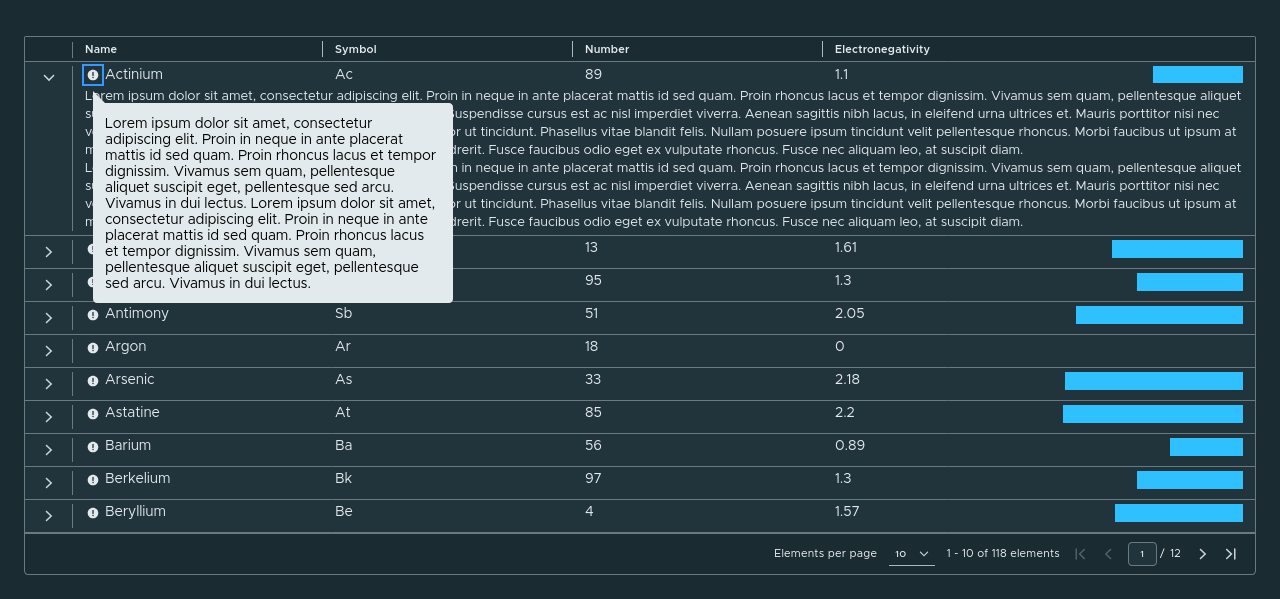 Name Symbol Number Electronegativity
Actinium Ac 89 1.1
Lorem ipsum dolor sit amet, consectetur adipiscing elit. Proin in neque in ante placerat mattis id sed quam. Proin rhoncus lacus et tempor dignissim. Vivamus sem quam, pellentesque aliquet
Suspendisse cursus est ac nisl imperdiet viverra. Aenean sagittis nibh lacus, in eleifend urna ultrices et. Mauris porttitor nisi nec
or ut tincidunt. Phasellus vitae blandit felis. Nullam posuere ipsum tincidunt velit pellentesque rhoncus. Morbi faucibus ut ipsum at
drerit. Fusce faucibus odio eget ex vulputate rhoncus. Fusce nec aliquam leo, at suscipit diam.
in neque in ante placerat mattis id sed quam. Proin rhoncus lacus et tempor dignissim. Vivamus sem quam, pellentesque aliquet
Suspendisse cursus est ac nisl imperdiet viverra. Aenean sagittis nibh lacus, in eleifend urna ultrices et. Mauris porttitor nisi nec
or ut tincidunt. Phasellus vitae blandit felis. Nullam posuere ipsum tincidunt velit pellentesque rhoncus. Morbi faucibus ut ipsum at
drerit. Fusce faucibus odio eget ex vulputate rhoncus. Fusce nec aliquam leo, at suscipit diam.
Lorem ipsum dolor sit amet, consectetur
adipiscing elit. Proin in neque in ante placerat
mattis id sed quam. Proin rhoncus lacus et tempor
dignissim. Vivamus sem quam, pellentesque
aliquet suscipit eget, pellentesque sed arcu.
Vivamus in dui lectus. Lorem ipsum dolor sit amet,
consectetur adipiscing elit. Proin in neque in ante
placerat mattis id sed quam. Proin rhoncus lacus
et tempor dignissim. Vivamus sem quam,
pellentesque aliquet suscipit eget, pellentesque
sed arcu. Vivamus in dui lectus.
13 1.61
95 1.3
Antimony Sb 51 2.05
Argon Ar 18 0
Arsenic As 33 2.18
Astatine At 85 2.2
Barium Ba 56 0.89
Berkelium Bk 97 1.3
Beryllium Be 4 1.57
Elements per page 10 1 - 10 of 118 elements 1 / 12